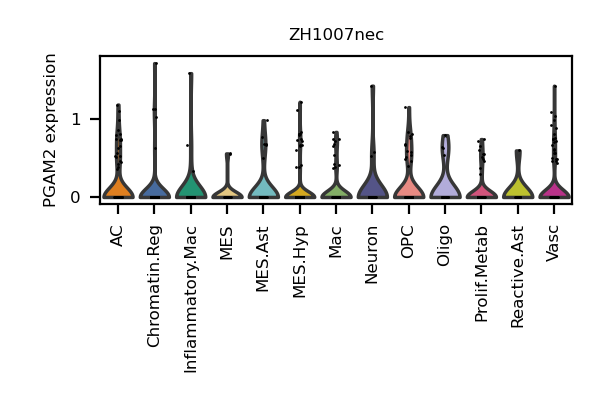 ZH1007nec
PGAM2 expression
1
0
AC
Chromatin.Reg
Inflammatory.Mac
MES
MES.Ast
MES.Hyp
Mac
Neuron
OPC
Oligo
Prolif.Metab
Reactive.Ast
Vasc